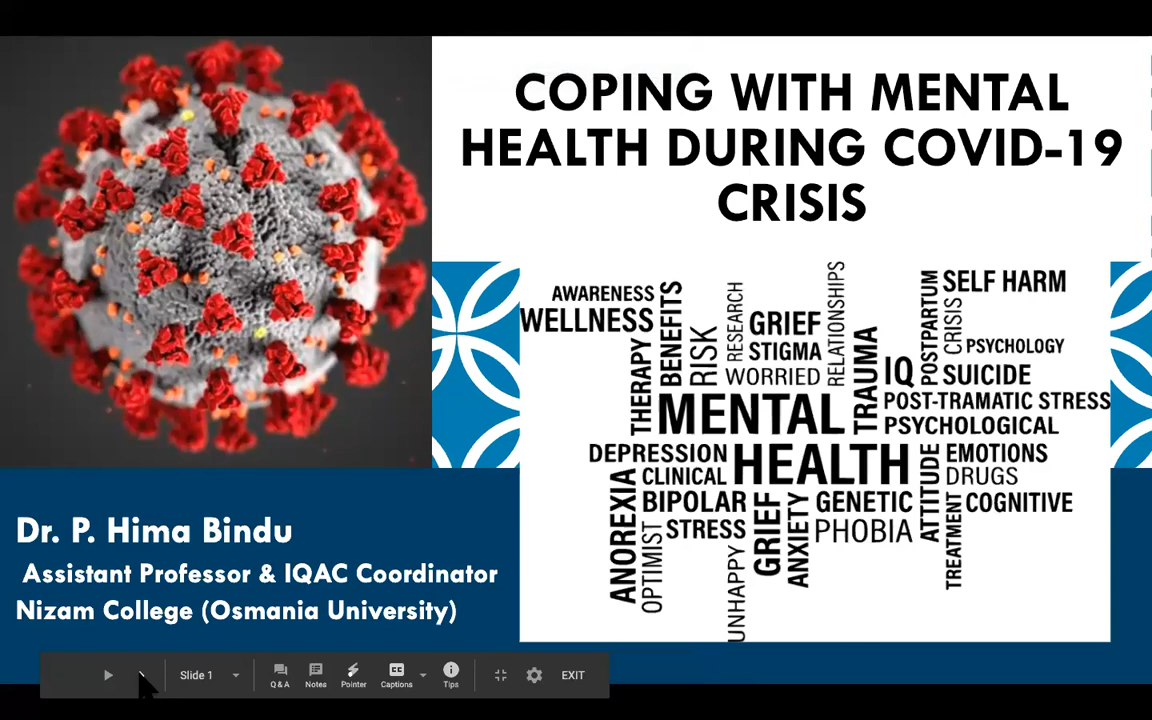 COPING WITH MENTAL
HEALTH DURING COVID-19
CRISIS
AWARENESS
WELLNESS
THERAPY
BENEFITS
RISK
RESEARCH
GRIEF
STIGMA
WORRIED
RELATIONSHIPS
TRAUMA
IQ
POSTPARTUM
CRISIS
SELF HARM
PSYCHOLOGY
SUICIDE
POST-TRAMATIC STRESS
PSYCHOLOGICAL
MENTAL
HEALTH
DEPRESSION
CLINICAL
BIPOLAR
STRESS
ANOREXIA
OPTIMIST
UNHAPPY
GRIEF
ANXIETY
GENETIC
PHOBIA
ATTITUDE
EMOTIONS
DRUGS
COGNITIVE
TREATMENT
Dr. P. Hima Bindu
Assistant Professor & IQAC Coordinator
Nizam College (Osmania University)
Slide 1
Q & A
Notes
Pointer
Captions
Tips
EXIT